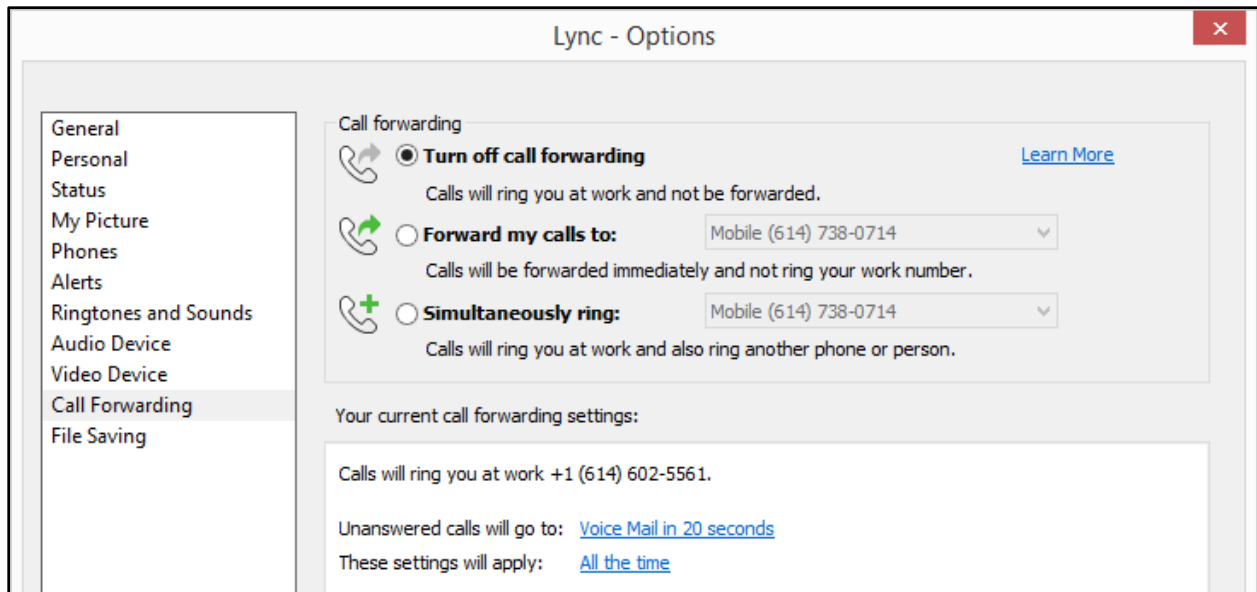 Lync - Options
General
Personal
Status
My Picture
Phones
Alerts
Ringtones and Sounds
Audio Device
Video Device
Call Forwarding
File Saving
Call forwarding
Turn off call forwarding
Learn More
Calls will ring you at work and not be forwarded.
Forward my calls to:
Mobile (614) 738-0714
Calls will be forwarded immediately and not ring your work number.
Simultaneously ring:
Mobile (614) 738-0714
Calls will ring you at work and also ring another phone or person.
Your current call forwarding settings:
Calls will ring you at work +1 (614) 602-5561.
Unanswered calls will go to: Voice Mail in 20 seconds
These settings will apply: All the time